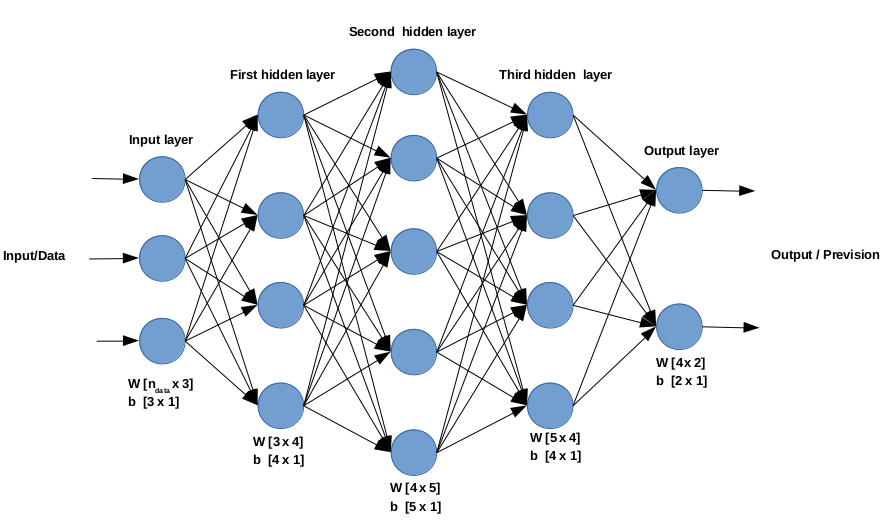 Second hidden layer
First hidden layer
Third hidden layer
Input layer
Output layer
Input/Data
Output / Prevision
W [n data x 3]
b [3 x 1]
W [3 x 4]
b [4 x 1]
W [4 x 5]
b [5 x 1]
W [5 x 4]
b [4 x 1]
W [4 x 2]
b [2 x 1]